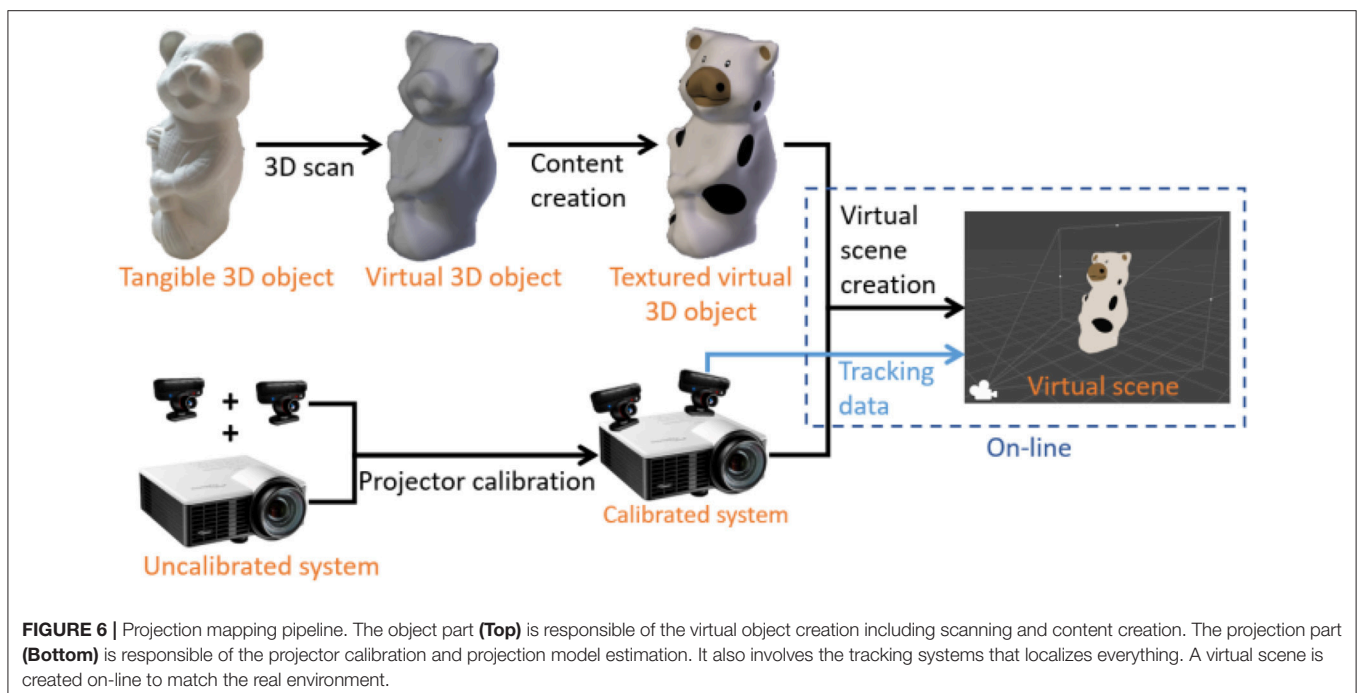 3D scan
Content
creation
Tangible 3D object
Virtual 3D object
Textured virtual
3D object
Virtual
scene
creation
Virtual scene
Tracking
data
On-line
+
+
Projector calibration
Uncalibrated system
Calibrated system
FIGURE 6 | Projection mapping pipeline. The object part (Top) is responsible of the virtual object creation including scanning and content creation. The projection part
(Bottom) is responsible of the projector calibration and projection model estimation. It also involves the tracking systems that localizes everything. A virtual scene is
created on-line to match the real environment.